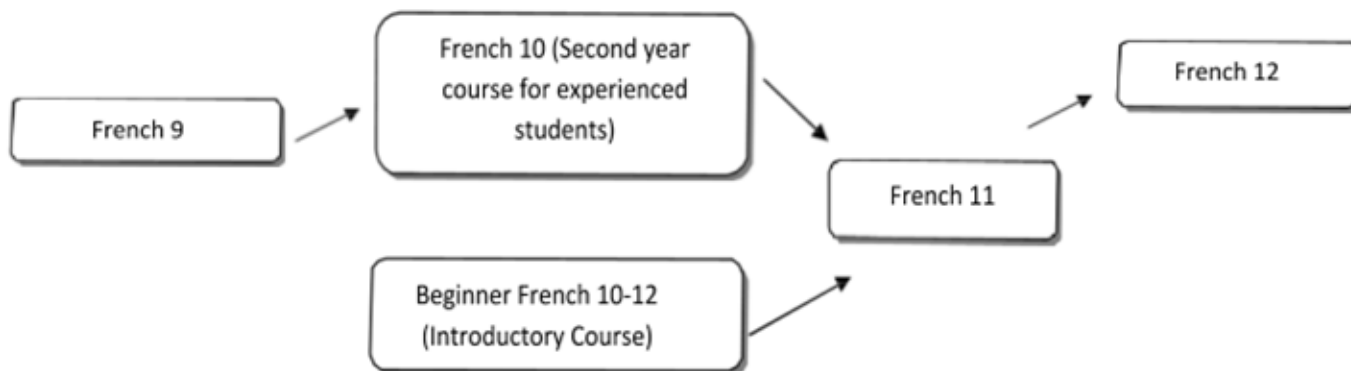 French 9
French 10 (Second year
course for experienced
students)
Beginner French 10-12
(Introductory Course)
French 11
French 12